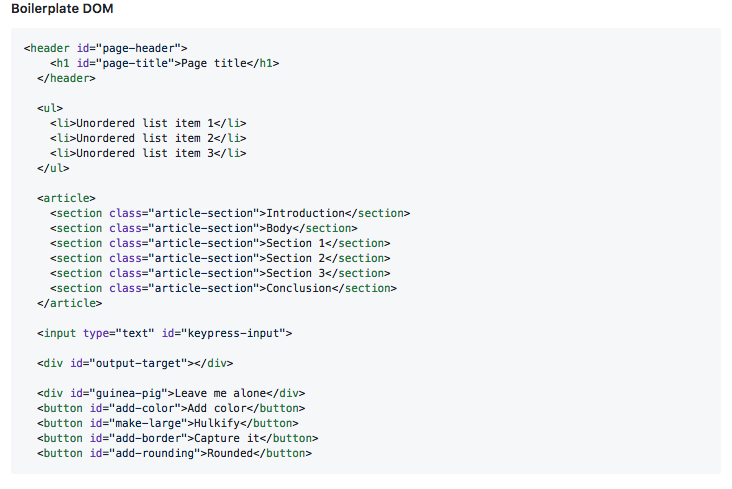 Boilerplate DOM
<header id="page-header">
<h1 id="page-title">Page title</h1>
</header>
<ul>
<li>Unordered list item 1</li>
<li>Unordered list item 2</li>
<li>Unordered list item 3</li>
</ul>
<article>
<section class="article-section">Introduction</section>
<section class="article-section">Body</section>
<section class="article-section">Section 1</section>
<section class="article-section">Section 2</section>
<section class="article-section">Section 3</section>
<section class="article-section">Conclusion</section>
</article>
<input type="text" id="keypress-input">
<div id="output-target"></div>
<div id="guinea-pig">Leave me alone</div>
<button id="add-color">Add color</button>
<button id="make-large">Hulkify</button>
<button id="add-border">Capture it</button>
<button id="add-rounding">Rounded</button>